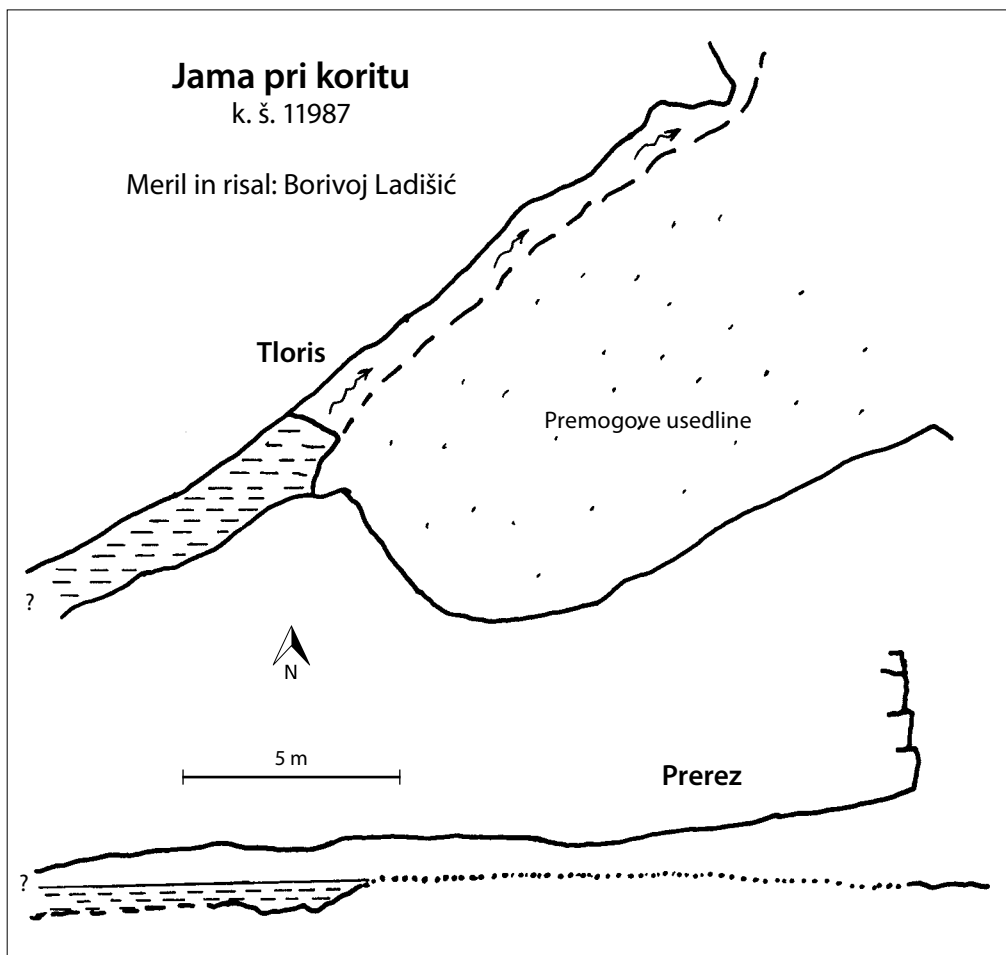 Jama pri koritu
k. š. 11987
Meril in risal: Borivoj Ladišić
Tloris
Premogove usedline
?
N
5 m
Prerez
?